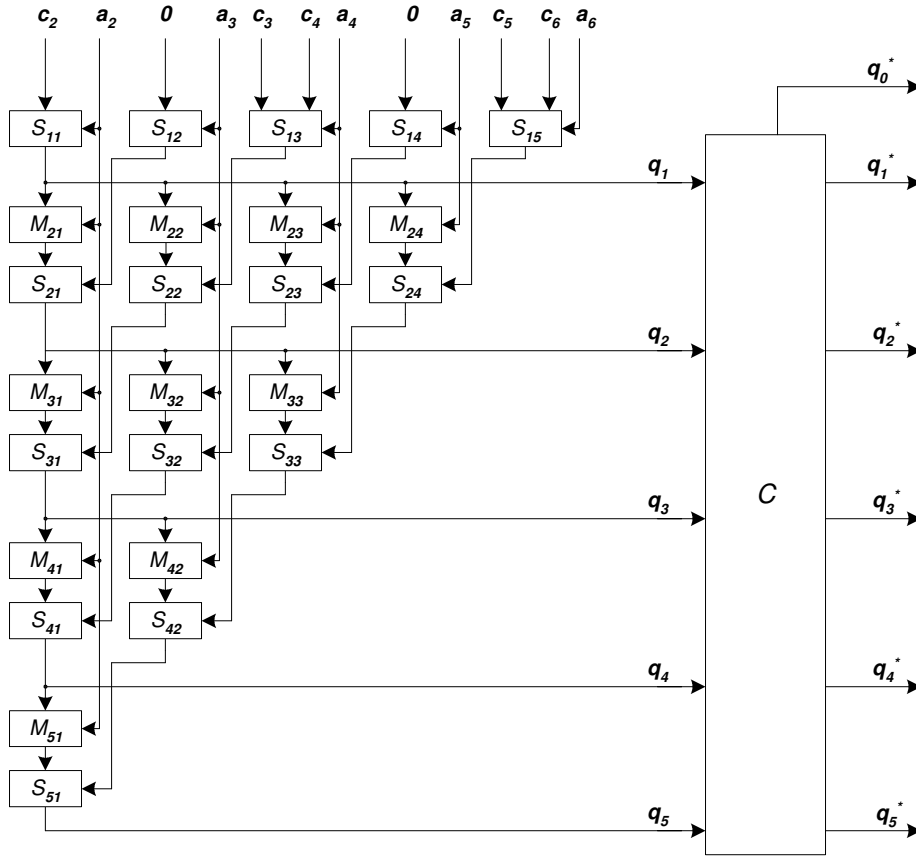 c₂ a₂ 0 a₃ c₃ c₄ a₄ 0 a₅ c₅ c₆ a₆
q₀*
S₁₁ S₁₂ S₁₃ S₁₄ S₁₅
q₁ q₁*
M₂₁ M₂₂ M₂₃ M₂₄
S₂₁ S₂₂ S₂₃ S₂₄
q₂ q₂*
M₃₁ M₃₂ M₃₃
S₃₁ S₃₂ S₃₃
C
q₃ q₃*
M₄₁ M₄₂
S₄₁ S₄₂
q₄ q₄*
M₅₁
S₅₁
q₅ q₅*